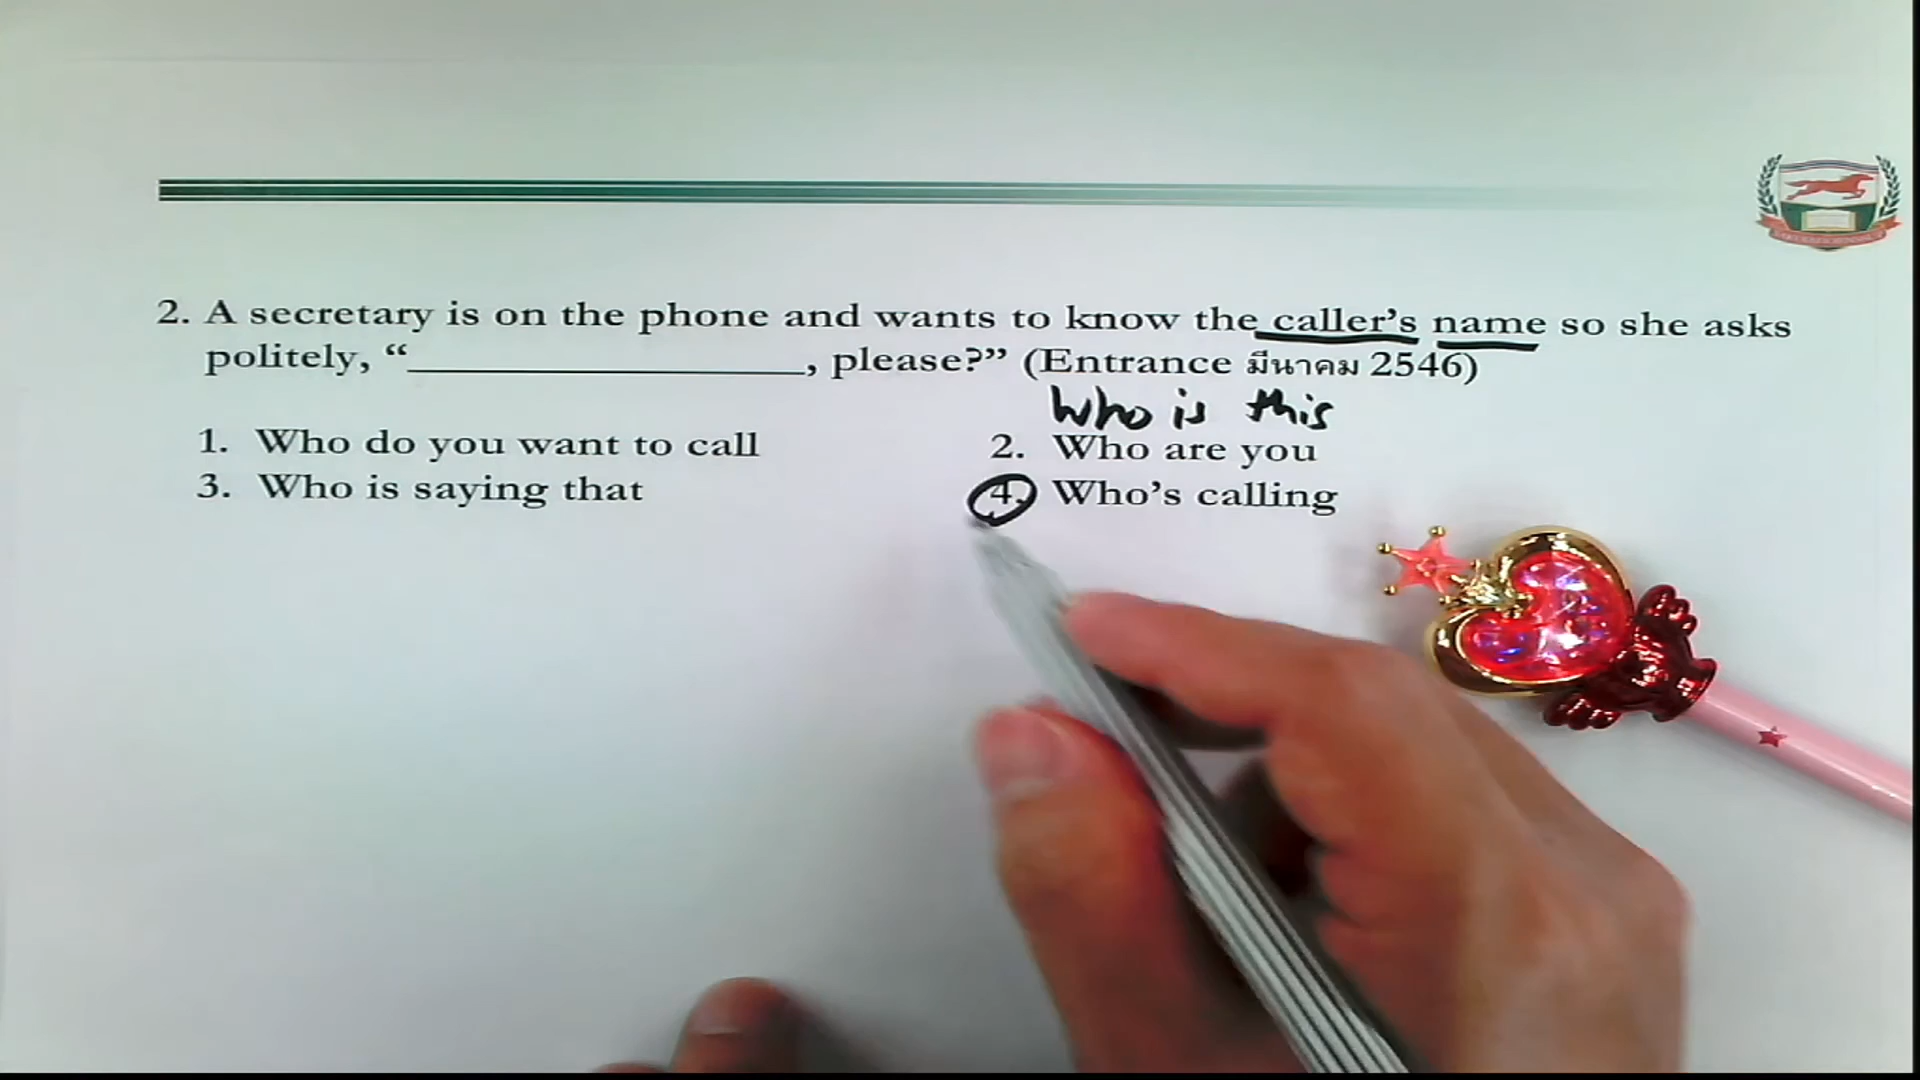 2. A secretary is on the phone and wants to know the caller's name so she asks
politely, “____________________, please?” (Entrance มีนาคม 2546)
Who is this
1. Who do you want to call
2. Who are you
3. Who is saying that
4. Who's calling